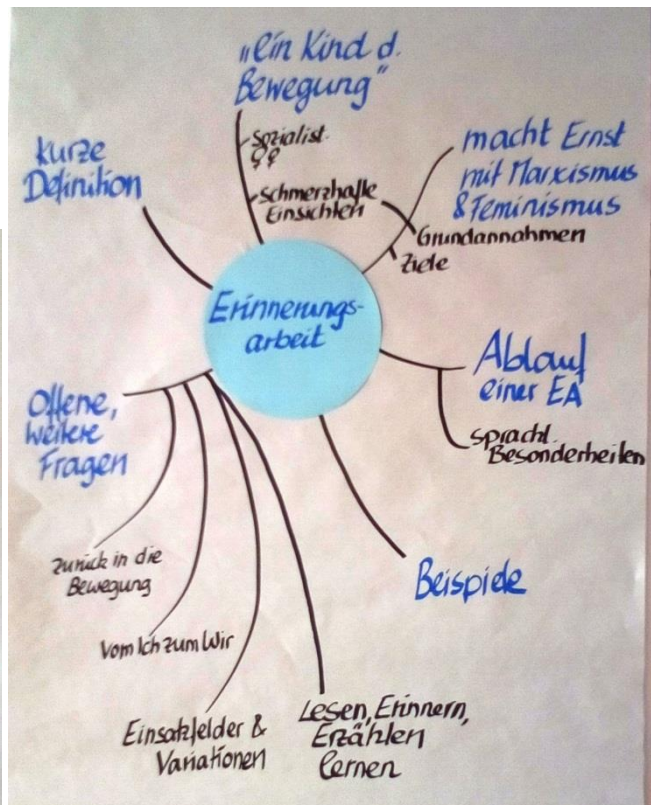 „ein Kind d.
Bewegung"
Sozialist.
♀♀
Schmerzhafte
Einsichten
kurze
Definition
macht Ernst
mit Marxismus
& Feminismus
Grundannahmen
Ziele
Erinnerungs-
arbeit
Ablauf
einer EA
sprachl.
Besonderheiten
Offene,
weitere
Fragen
Beispiele
zurück in die
Bewegung
Vom Ich zum Wir
Einsatzfelder &
Variationen
Lesen, Erinnern,
Erzählen
lernen